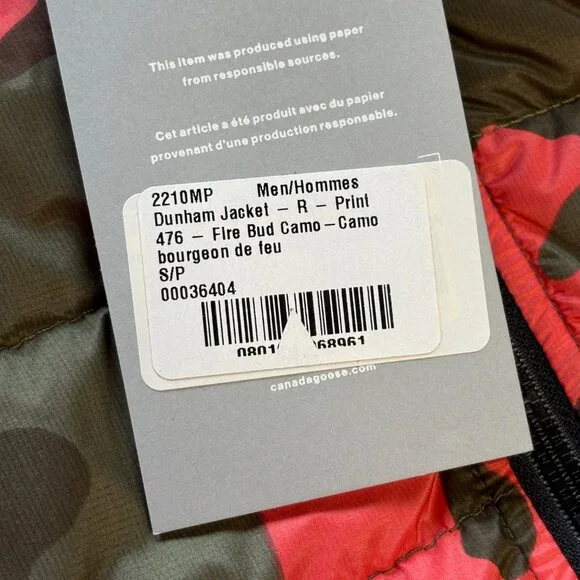 This item was produced using paper
from responsible sources.
Cet article a été produit avec du papier
provenant d'une production responsable.
2210MP Men/Hommes
Dunham Jacket – R – Print
476 – Fire Bud Camo – Camo
bourgeon de feu
S/P
00036404
canadagoose.com